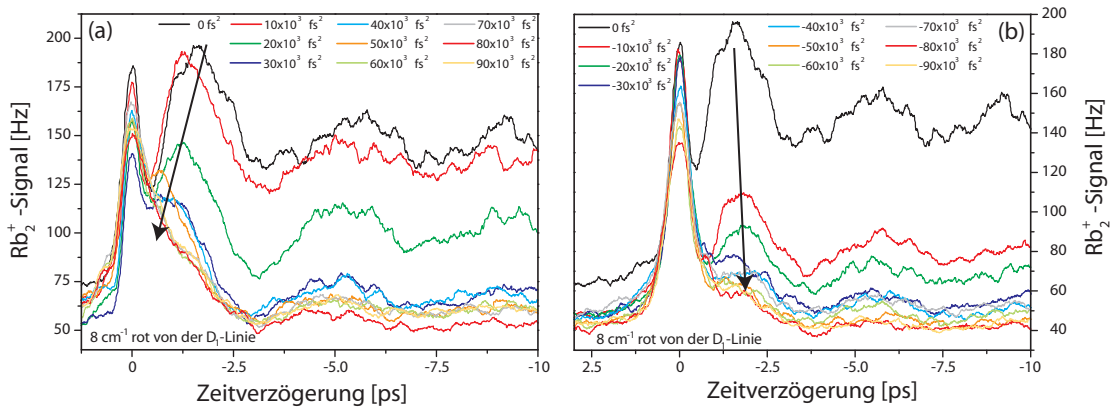 (a)
0 fs²
10x10³ fs²
40x10³ fs²
70x10³ fs²
20x10³ fs²
50x10³ fs²
80x10³ fs²
30x10³ fs²
60x10³ fs²
90x10³ fs²
200
175
150
125
100
75
50
Rb₂⁺-Signal [Hz]
8 cm⁻¹ rot von der D₁-Linie
0 -2.5 -5 -7.5 -10
Zeitverzögerung [ps]
(b)
0 fs²
-10x10³ fs²
-20x10³ fs²
-30x10³ fs²
-40x10³ fs²
-50x10³ fs²
-60x10³ fs²
-70x10³ fs²
-80x10³ fs²
-90x10³ fs²
200
180
160
140
120
100
80
60
40
Rb₂⁺-Signal [Hz]
8 cm⁻¹ rot von der D₁-Linie
2.5 0 -2.5 -5 -7.5 -10
Zeitverzögerung [ps]